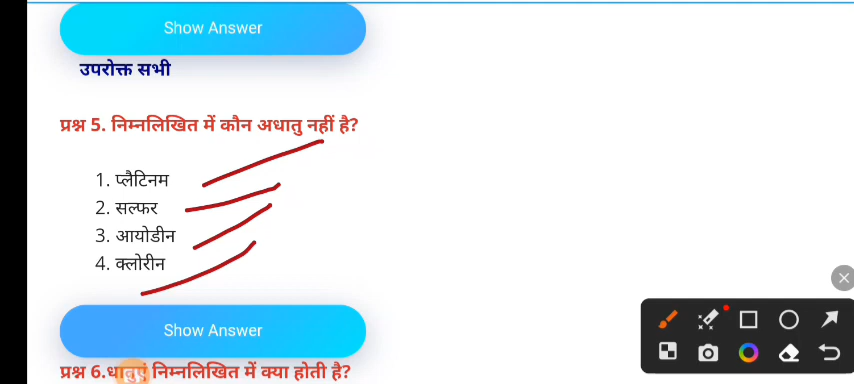 Show Answer
उपरोक्त सभी
प्रश्न 5. निम्नलिखित में कौन अधातु नहीं है?
1. प्लैटिनम
2. सल्फर
3. आयोडीन
4. क्लोरीन
Show Answer
प्रश्न 6.धातुएं निम्नलिखित में क्या होती है?